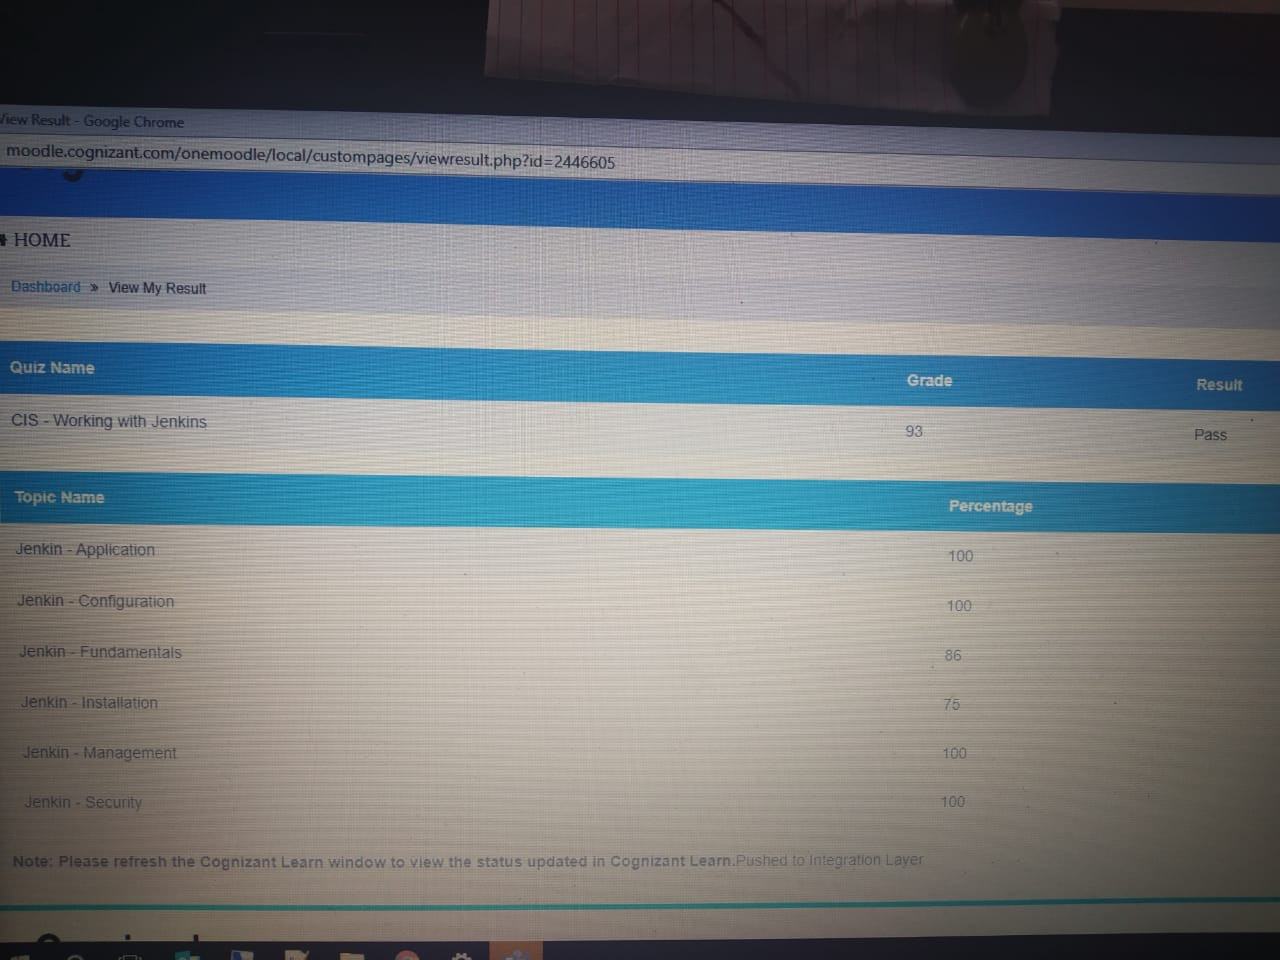 View Result - Google Chrome
moodle.cognizant.com/onemoodle/local/custompages/viewresult.php?id=2446605
HOME
Dashboard » View My Result
Quiz Name Grade Result
CIS - Working with Jenkins 93 Pass
Topic Name Percentage
Jenkin - Application 100
Jenkin - Configuration 100
Jenkin - Fundamentals 86
Jenkin - Installation 75
Jenkin - Management 100
Jenkin - Security 100
Note: Please refresh the Cognizant Learn window to view the status updated in Cognizant Learn.Pushed to Integration Layer